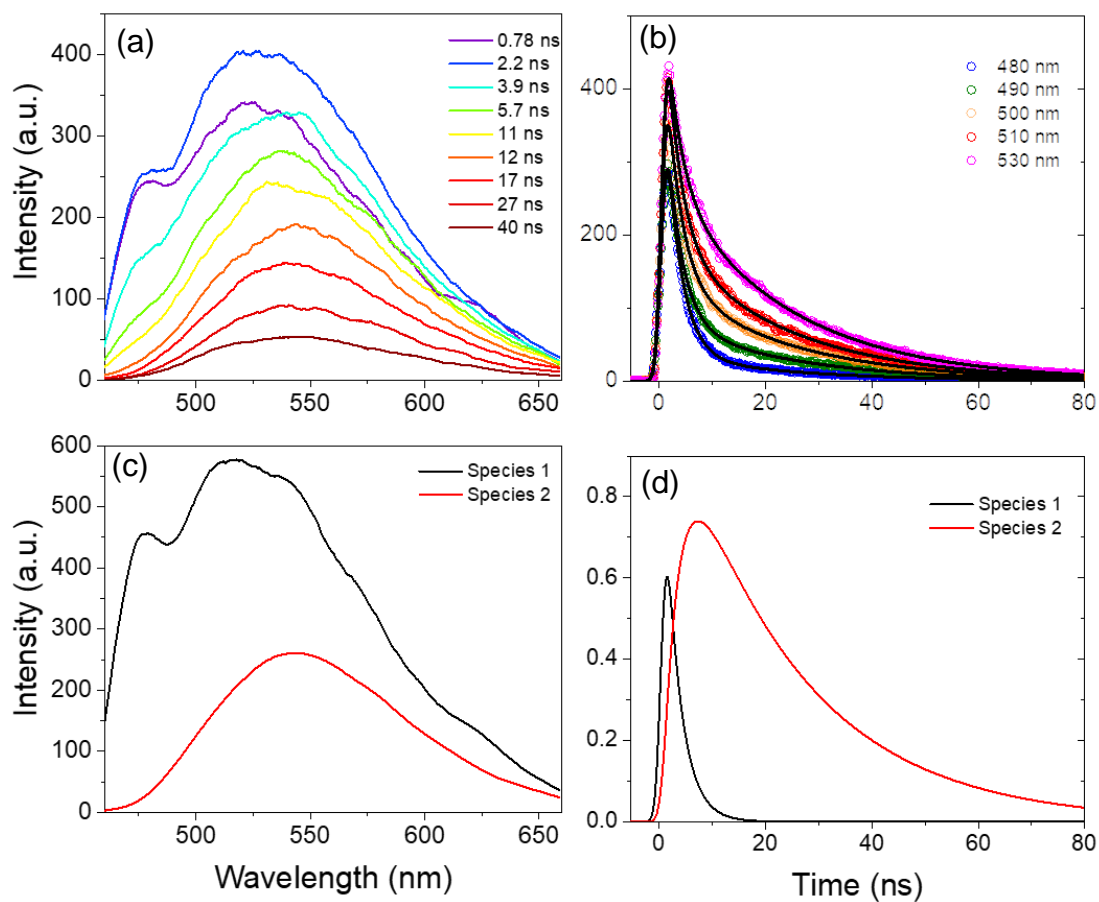 (a)
0.78 ns
2.2 ns
3.9 ns
5.7 ns
11 ns
12 ns
17 ns
27 ns
40 ns
400
300
200
100
0
Intensity (a.u.)
500 550 600 650
(b)
480 nm
490 nm
500 nm
510 nm
530 nm
400
200
0
0 20 40 60 80
(c)
Species 1
Species 2
600
500
400
300
200
100
0
Intensity (a.u.)
500 550 600 650
Wavelength (nm)
(d)
Species 1
Species 2
0.8
0.6
0.4
0.2
0.0
0 20 40 60 80
Time (ns)